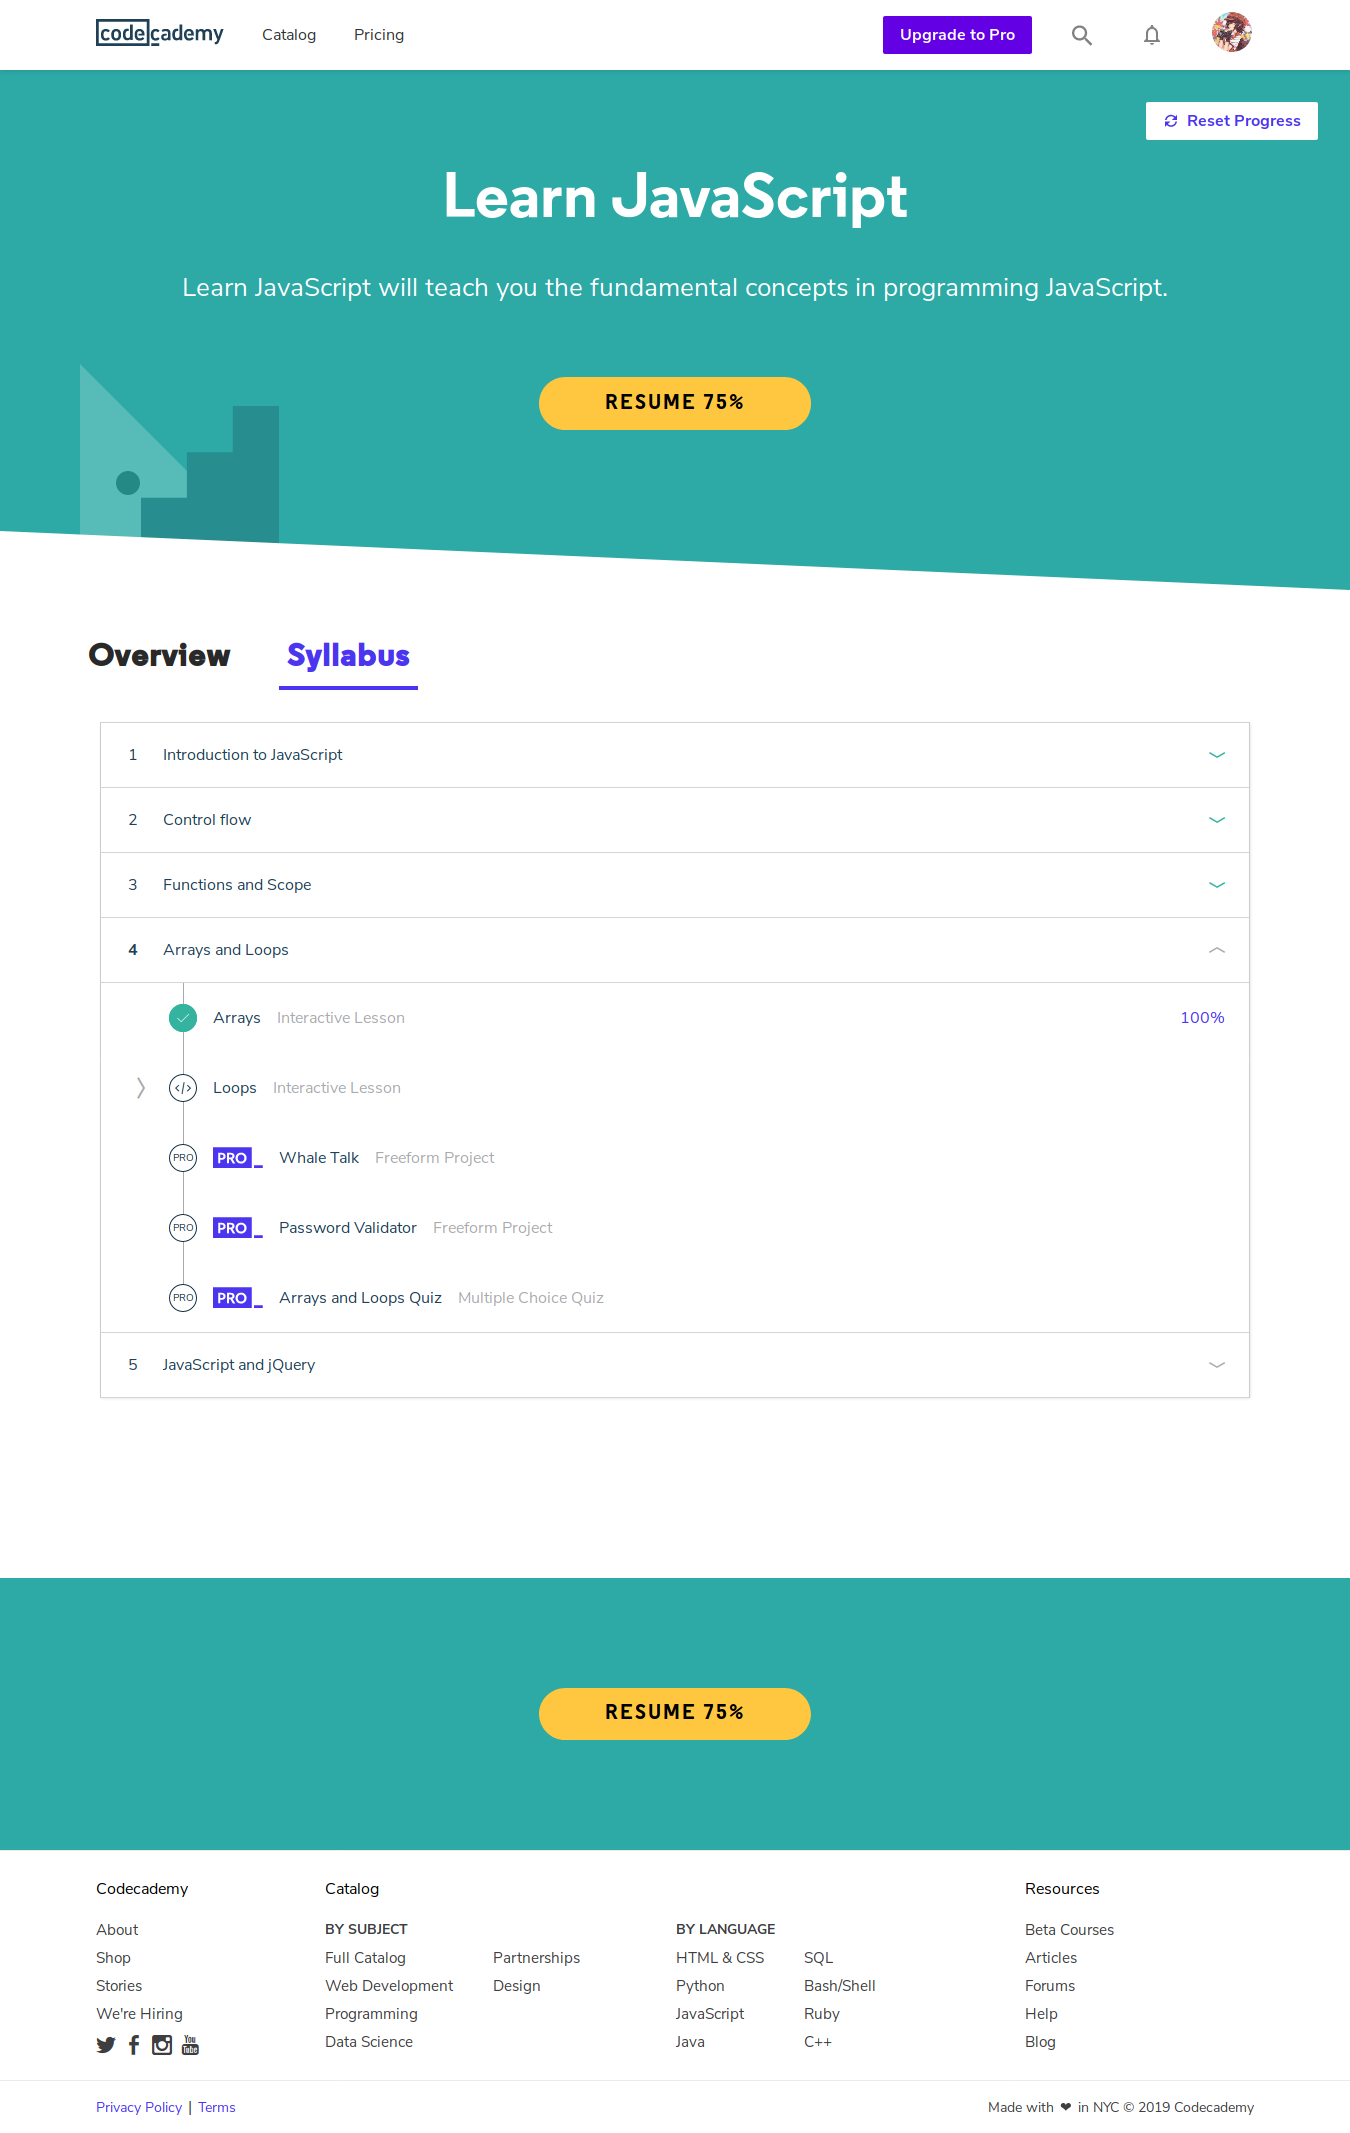 codecademy Catalog Pricing Upgrade to Pro
Reset Progress
Learn JavaScript
Learn JavaScript will teach you the fundamental concepts in programming JavaScript.
RESUME 75%
Overview Syllabus
1 Introduction to JavaScript
2 Control flow
3 Functions and Scope
4 Arrays and Loops
Arrays Interactive Lesson 100%
</> Loops Interactive Lesson
PRO PRO_ Whale Talk Freeform Project
PRO PRO_ Password Validator Freeform Project
PRO PRO_ Arrays and Loops Quiz Multiple Choice Quiz
5 JavaScript and jQuery
RESUME 75%
Codecademy
About
Shop
Stories
We're Hiring
You Tube
Catalog
BY SUBJECT
Full Catalog
Web Development
Programming
Data Science
Partnerships
Design
BY LANGUAGE
HTML & CSS
Python
JavaScript
Java
SQL
Bash/Shell
Ruby
C++
Resources
Beta Courses
Articles
Forums
Help
Blog
Privacy Policy | Terms
Made with ❤ in NYC © 2019 Codecademy